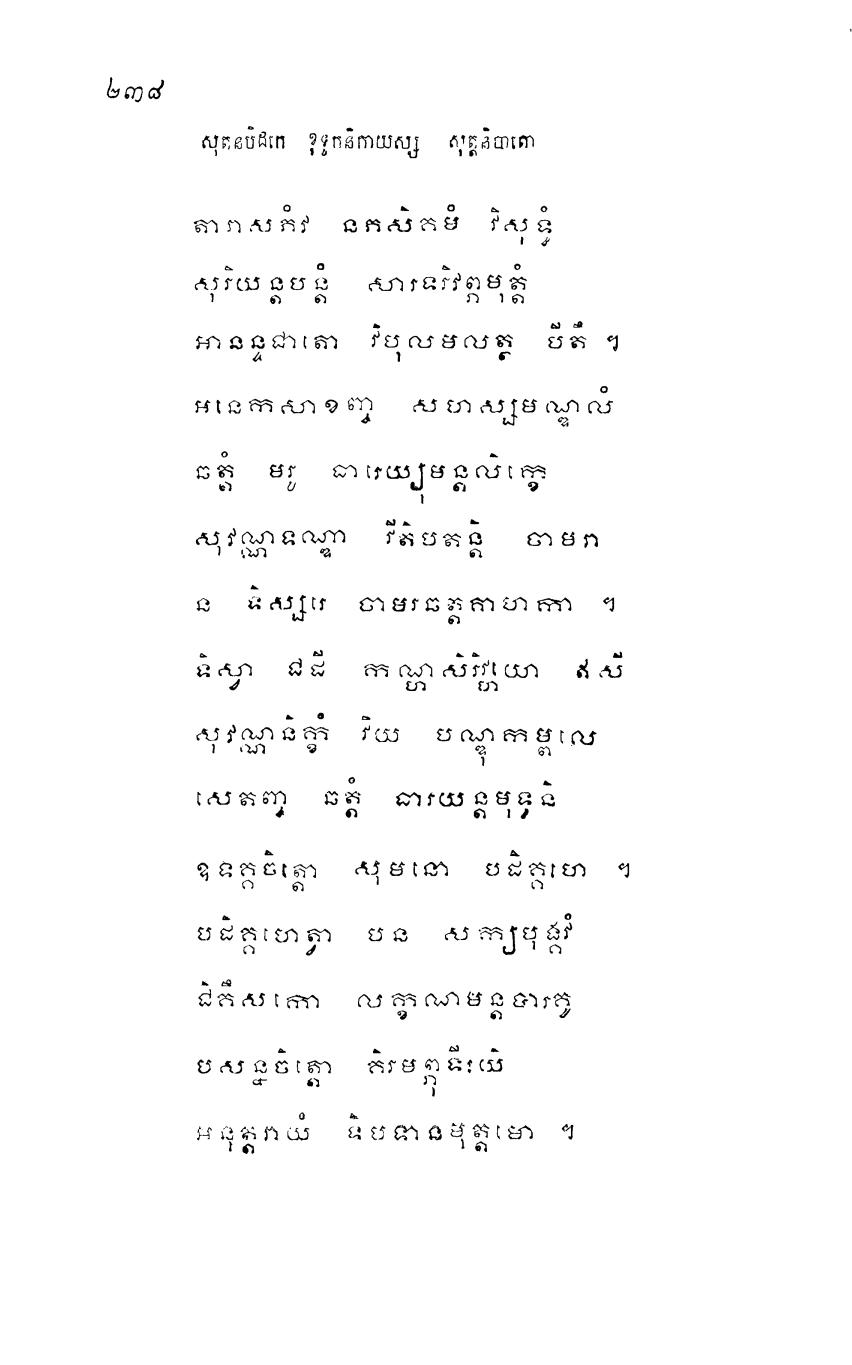 ២៣៨
សុត្តន្តបិដកេ ខុទ្ទកនិកាយស្ស សុត្តនិបាតោ
តារាសភំវ នភសិគមំ វិសុទ្ធំ
សុរិយន្តបន្តំ សារទរិវព្ភមុត្តំ
អានន្ទជាតោ វិបុលមលត្ថ បីតឹ ។
អនេកសាខញ្ច សហស្សមណ្ឌលំ
ឆត្តំ មរូ ធារេយ្យុមន្តលិក្ខេ
សុវណ្ណទណ្ឌា វីតិបតន្តិ ចាមរា
ន ទិស្សរេ ចាមរឆត្តគាហកា ។
ទិស្វា ជដី កណ្ហសិរិវ្ហយោ ឥសី
សុវណ្ណនិក្ខំ វិយ បណ្ឌុកម្ពលេ
សេតញ្ច ឆត្តំ ធារយន្តមុទ្ធនិ
ឧទគ្គចិត្តោ សុមនោ បដិគ្គហេ ។
បដិគ្គហេត្វា បន សក្យបុង្គវំ
ជិគឹសកោ លក្ខណមន្តបារគូ
បសន្នចិត្តោ គិរមព្ភុទីរយិ
អនុត្តរាយំ ទិបទានមុត្តមោ ។